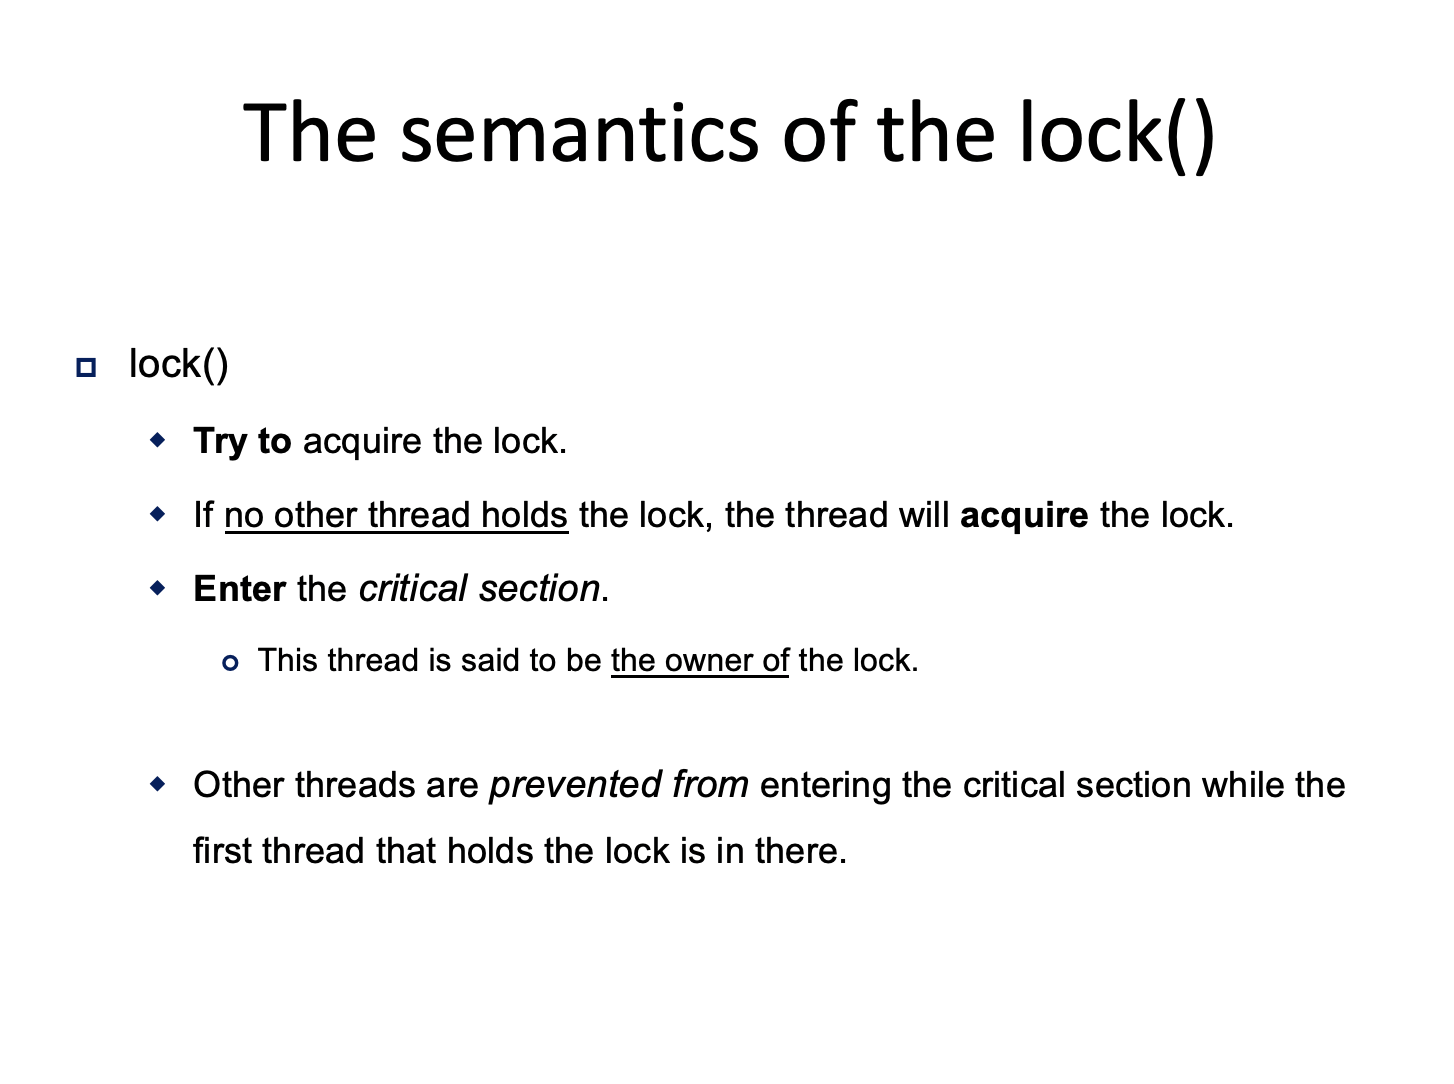 The semantics of the lock()
lock()
Try to acquire the lock.
If no other thread holds the lock, the thread will acquire the lock.
Enter the critical section.
This thread is said to be the owner of the lock.
Other threads are prevented from entering the critical section while the
first thread that holds the lock is in there.